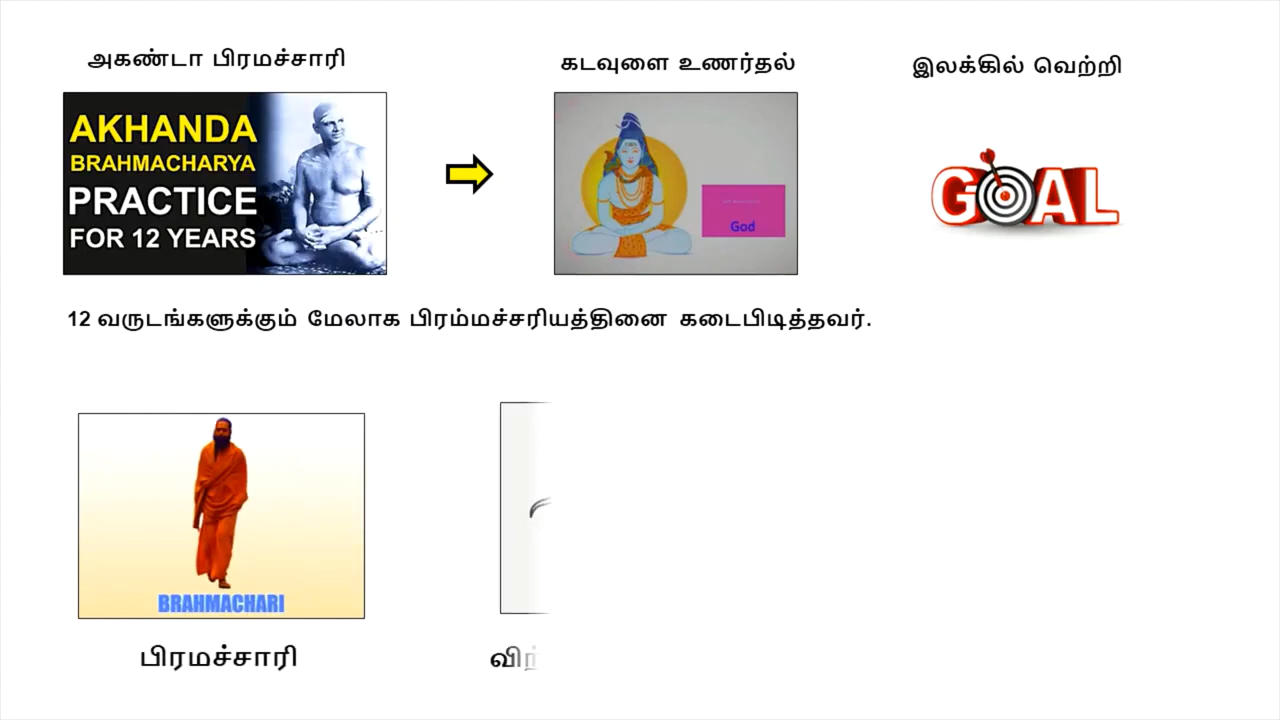 அகண்டா பிரமச்சாரி
கடவுளை உணர்தல்
இலக்கில் வெற்றி
AKHANDA
BRAHMACHARYA
PRACTICE
FOR 12 YEARS
God
GOAL
12 வருடங்களுக்கும் மேலாக பிரம்மச்சரியத்தினை கடைபிடித்தவர்.
BRAHMACHARI
பிரமச்சாரி